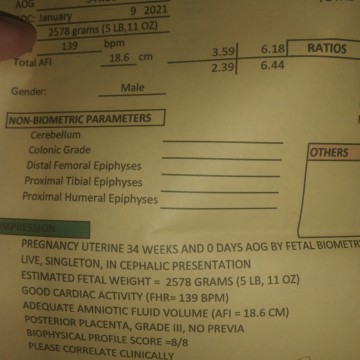 AOG
January 9 2021
2578 grams (5 LB,11 OZ)
139 bpm
Total AFI 18.6 cm
3.59 6.18 RATIOS
2.39 6.44
Gender: Male
NON-BIOMETRIC PARAMETERS
Cerebellum
Colonic Grade
Distal Femoral Epiphyses
Proximal Tibial Epiphyses
Proximal Humeral Epiphyses
OTHERS
IMPRESSION
PREGNANCY UTERINE 34 WEEKS AND 0 DAYS AOG BY FETAL BIOMETR
LIVE, SINGLETON, IN CEPHALIC PRESENTATION
ESTIMATED FETAL WEIGHT = 2578 GRAMS (5 LB, 11 OZ)
GOOD CARDIAC ACTIVITY (FHR= 139 BPM)
ADEQUATE AMNIOTIC FLUID VOLUME (AFI = 18.6 CM)
POSTERIOR PLACENTA, GRADE III, NO PREVIA
BIOPHYSICAL PROFILE SCORE =8/8
PLEASE CORRELATE CLINICALLY